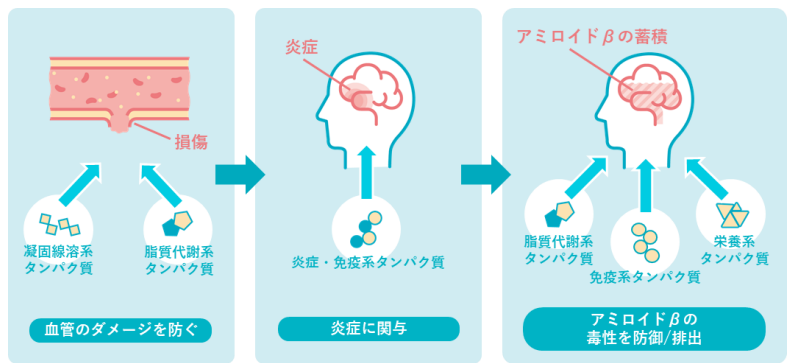 損傷
凝固線溶系
タンパク質
脂質代謝系
タンパク質
血管のダメージを防ぐ
炎症
炎症・免疫系タンパク質
炎症に関与
アミロイドβの蓄積
脂質代謝系
タンパク質
免疫系タンパク質
栄養系
タンパク質
アミロイドβの
毒性を防御/排出